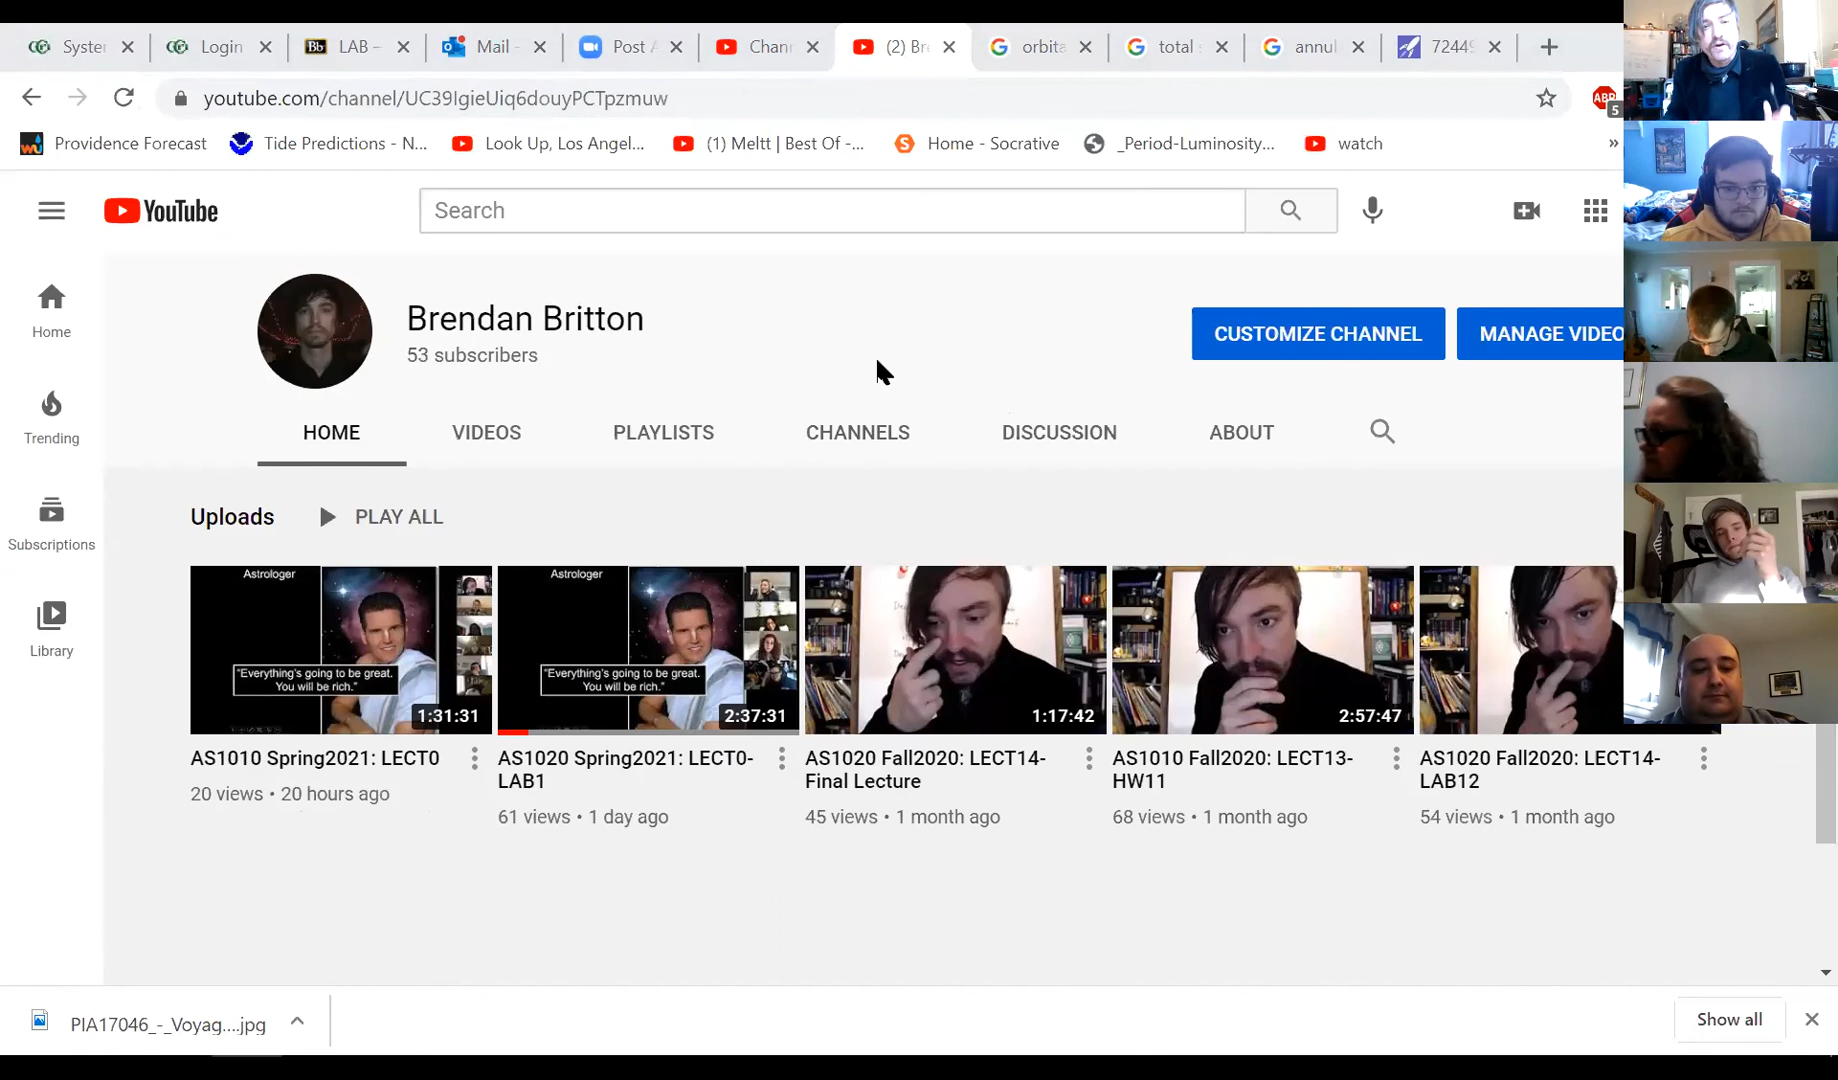 Syster
Login
Bb
LAB –
Mail -
Post A
Chann
(2) Br
orbita
total s
annul
72449
youtube.com/channel/UC39IgieUiq6douyPCTpzmuw
ABP
5
Providence Forecast
Tide Predictions - N...
Look Up, Los Angel...
(1) Meltt | Best Of -...
S
Home - Socrative
_Period-Luminosity...
watch
»
YouTube
Search
Home
Trending
Subscriptions
Library
Brendan Britton
53 subscribers
CUSTOMIZE CHANNEL
MANAGE VIDEO
HOME
VIDEOS
PLAYLISTS
CHANNELS
DISCUSSION
ABOUT
Uploads
PLAY ALL
Astrologer
"Everything's going to be great.
You will be rich."
1:31:31
AS1010 Spring2021: LECT0
20 views • 20 hours ago
Astrologer
"Everything's going to be great.
You will be rich."
2:37:31
AS1020 Spring2021: LECT0-
LAB1
61 views • 1 day ago
1:17:42
AS1020 Fall2020: LECT14-
Final Lecture
45 views • 1 month ago
2:57:47
AS1010 Fall2020: LECT13-
HW11
68 views • 1 month ago
AS1020 Fall2020: LECT14-
LAB12
54 views • 1 month ago
PIA17046_-_Voyag....jpg
Show all